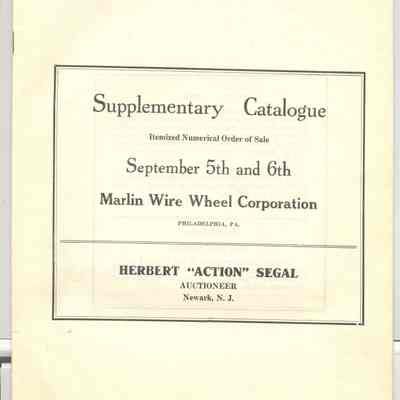 Supplementary Catalogue
Itemized Numerical Order of Sale
September 5th and 6th
Marlin Wire Wheel Corporation
PHILADELPHIA, PA.
HERBERT "ACTION" SEGAL
AUCTIONEER
Newark, N. J.